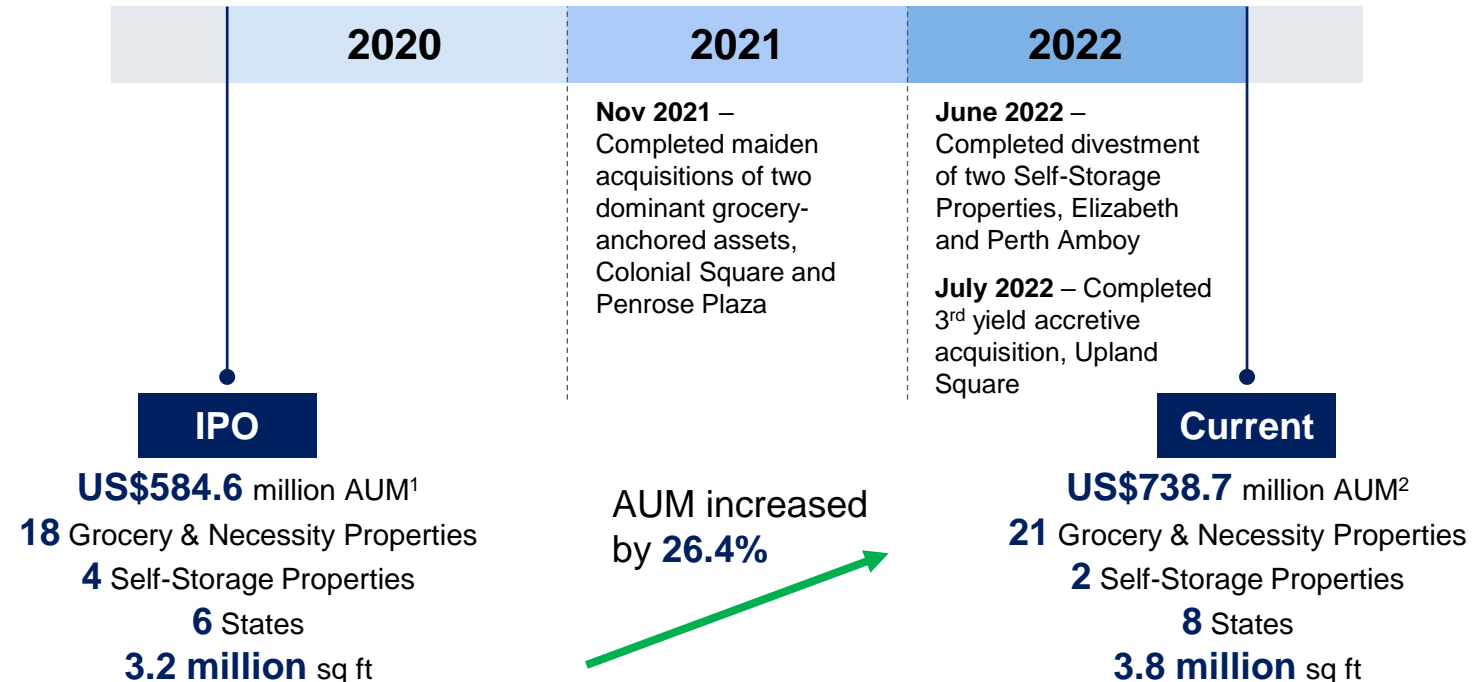 2020
2021
2022
Nov 2021 –
Completed maiden
acquisitions of two
dominant grocery-
anchored assets,
Colonial Square and
Penrose Plaza
June 2022 –
Completed divestment
of two Self-Storage
Properties, Elizabeth
and Perth Amboy
July 2022 – Completed
3rd yield accretive
acquisition, Upland
Square
IPO
US$584.6 million AUM1
18 Grocery & Necessity Properties
4 Self-Storage Properties
6 States
3.2 million sq ft
AUM increased
by 26.4%
Current
US$738.7 million AUM2
21 Grocery & Necessity Properties
2 Self-Storage Properties
8 States
3.8 million sq ft